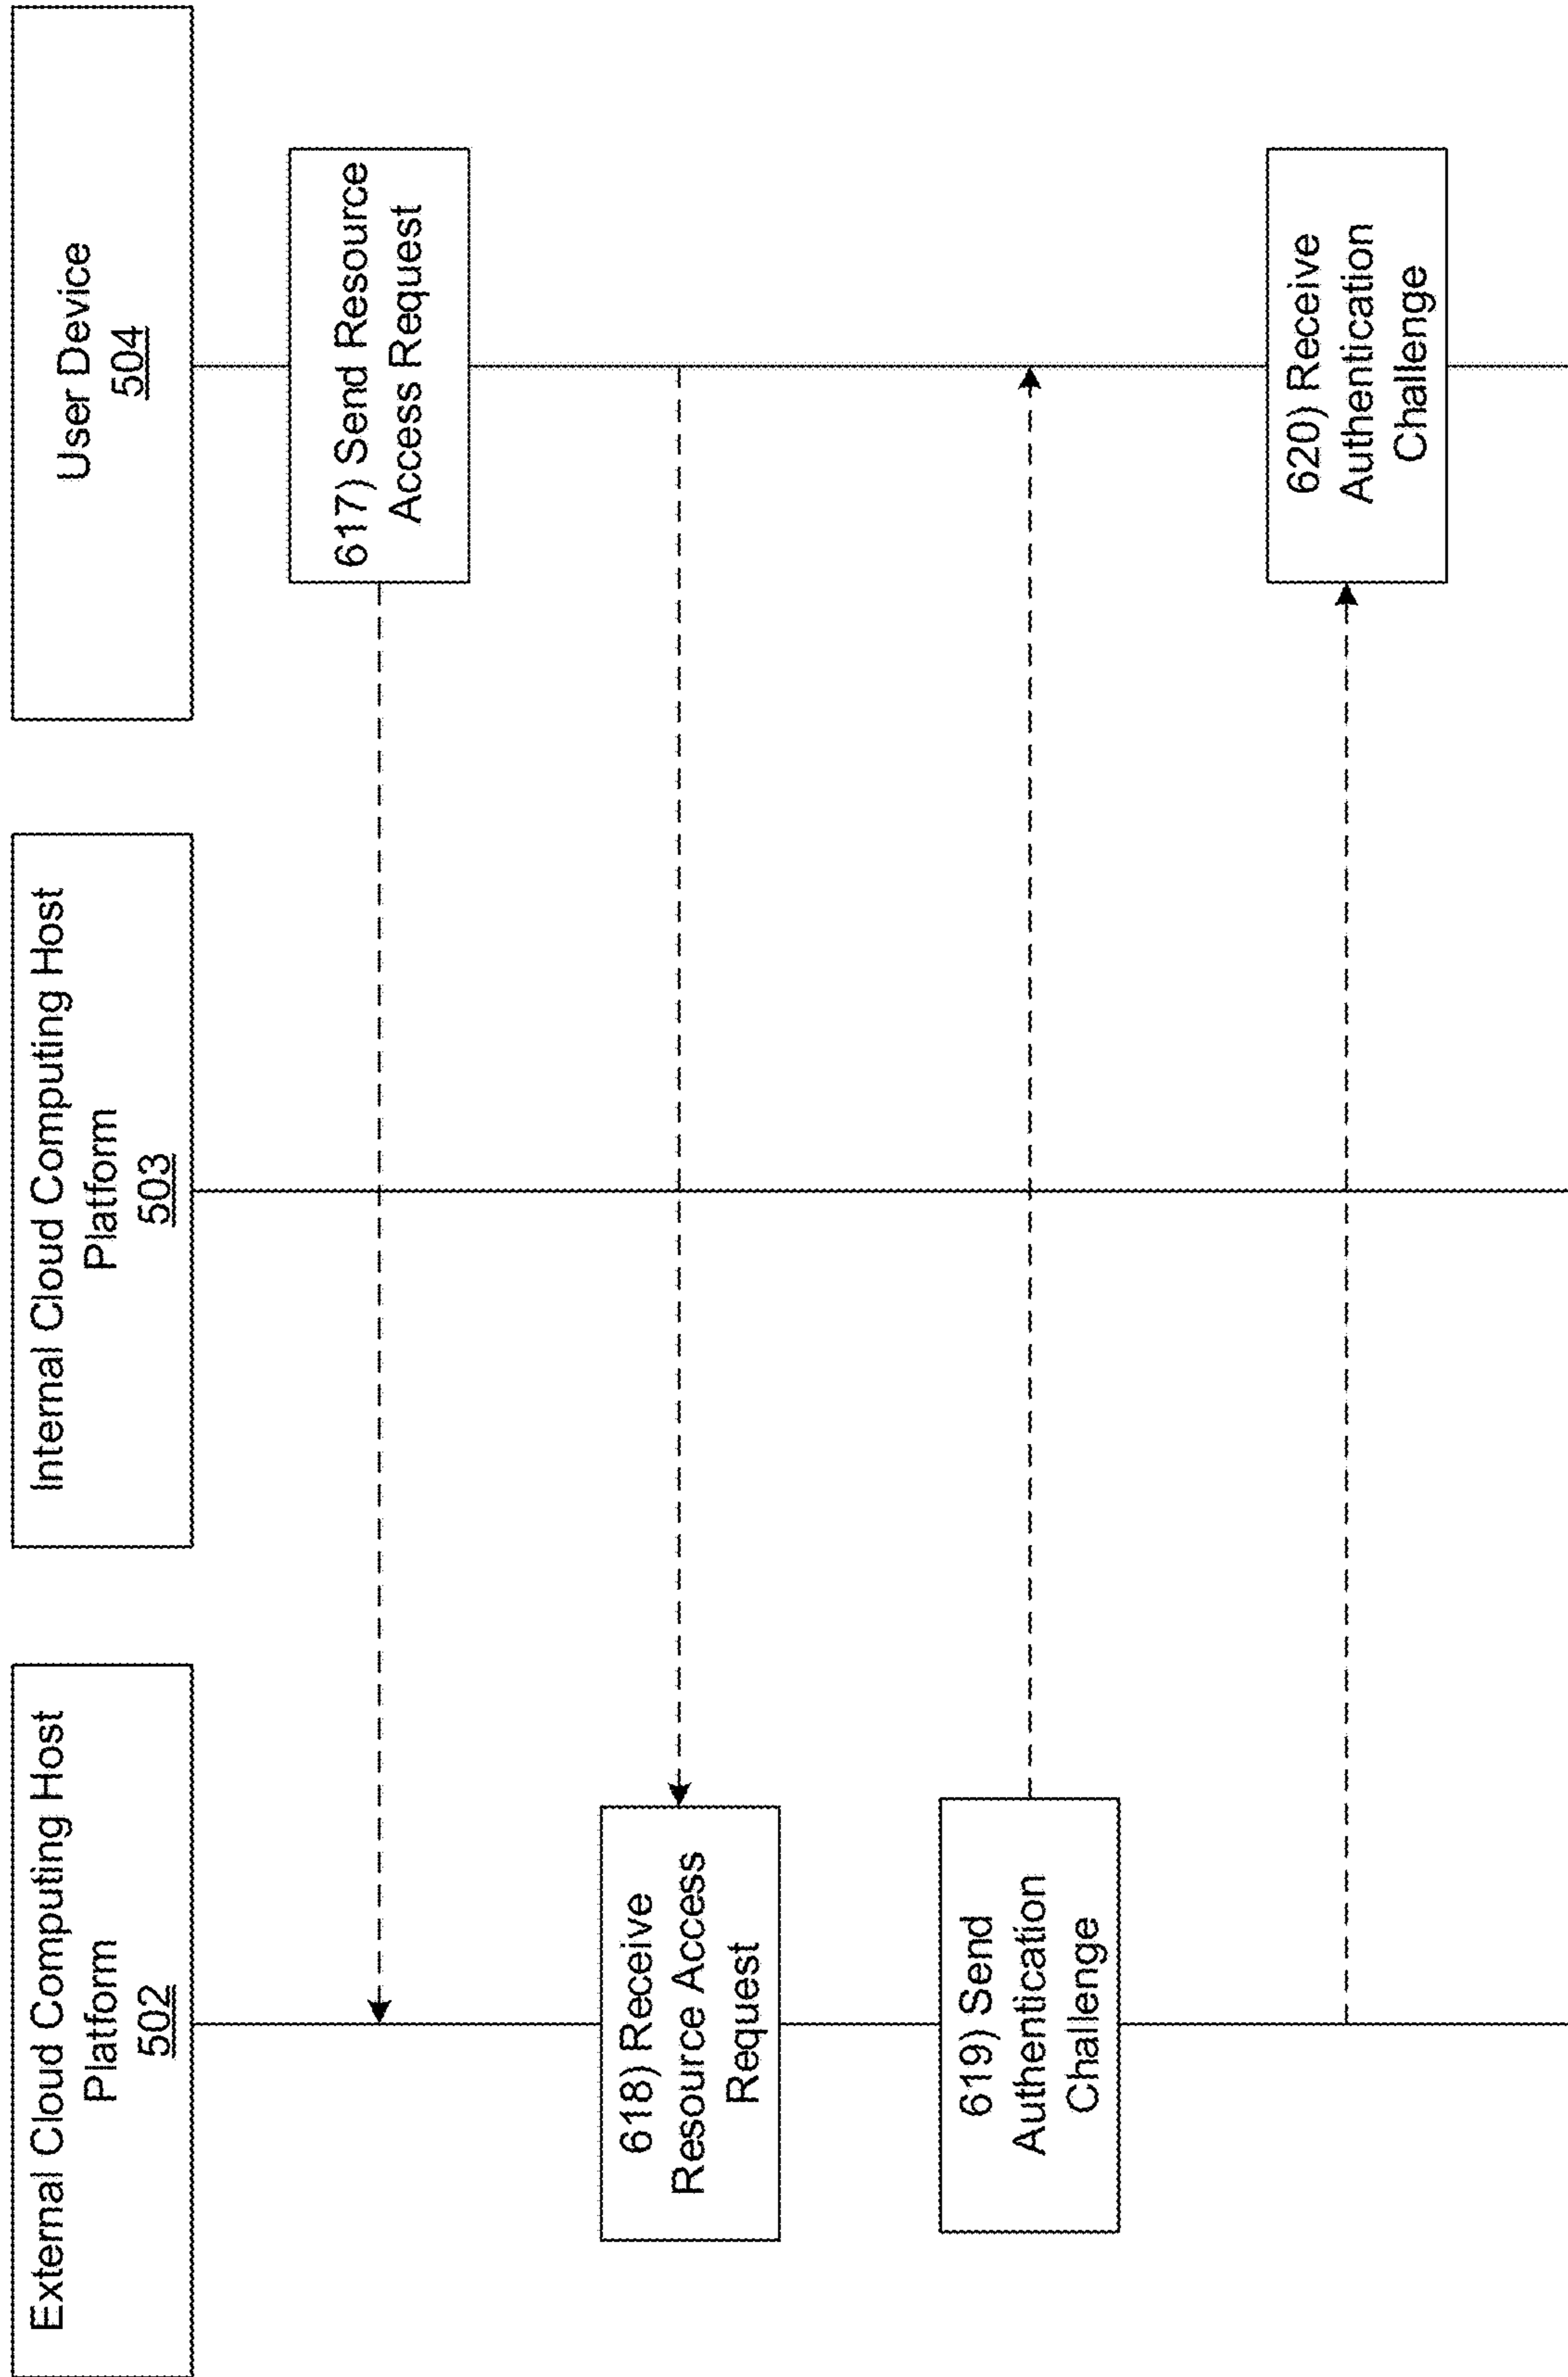 External Cloud Computing Host
Platform
502
Internal Cloud Computing Host
Platform
503
User Device
504
617) Send Resource
Access Request
618) Receive
Resource Access
Request
619) Send
Authentication
Challenge
620) Receive
Authentication
Challenge